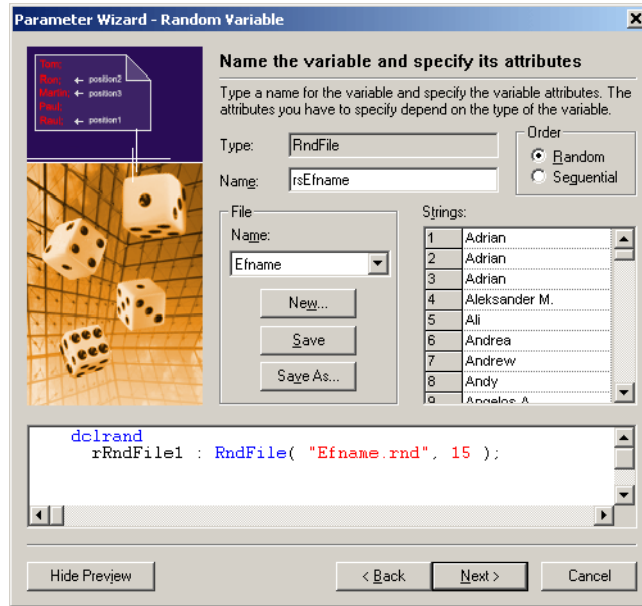 Parameter Wizard - Random Variable
Tom;
Ron; position2
Martin; position3
Paul;
Raul; position1
Name the variable and specify its attributes
Type a name for the variable and specify the variable attributes. The
attributes you have to specify depend on the type of the variable.
Type: RndFile
Name: rsEfname
Order
Random
Sequential
File
Name:
Efname
New...
Save
Save As...
Strings:
1 Adrian
2 Adrian
3 Adrian
4 Aleksander M.
5 Ali
6 Andrea
7 Andrew
8 Andy
9 Angelos A.
dclrand
rRndFile1 : RndFile( "Efname.rnd", 15 );
Hide Preview
< Back
Next >
Cancel